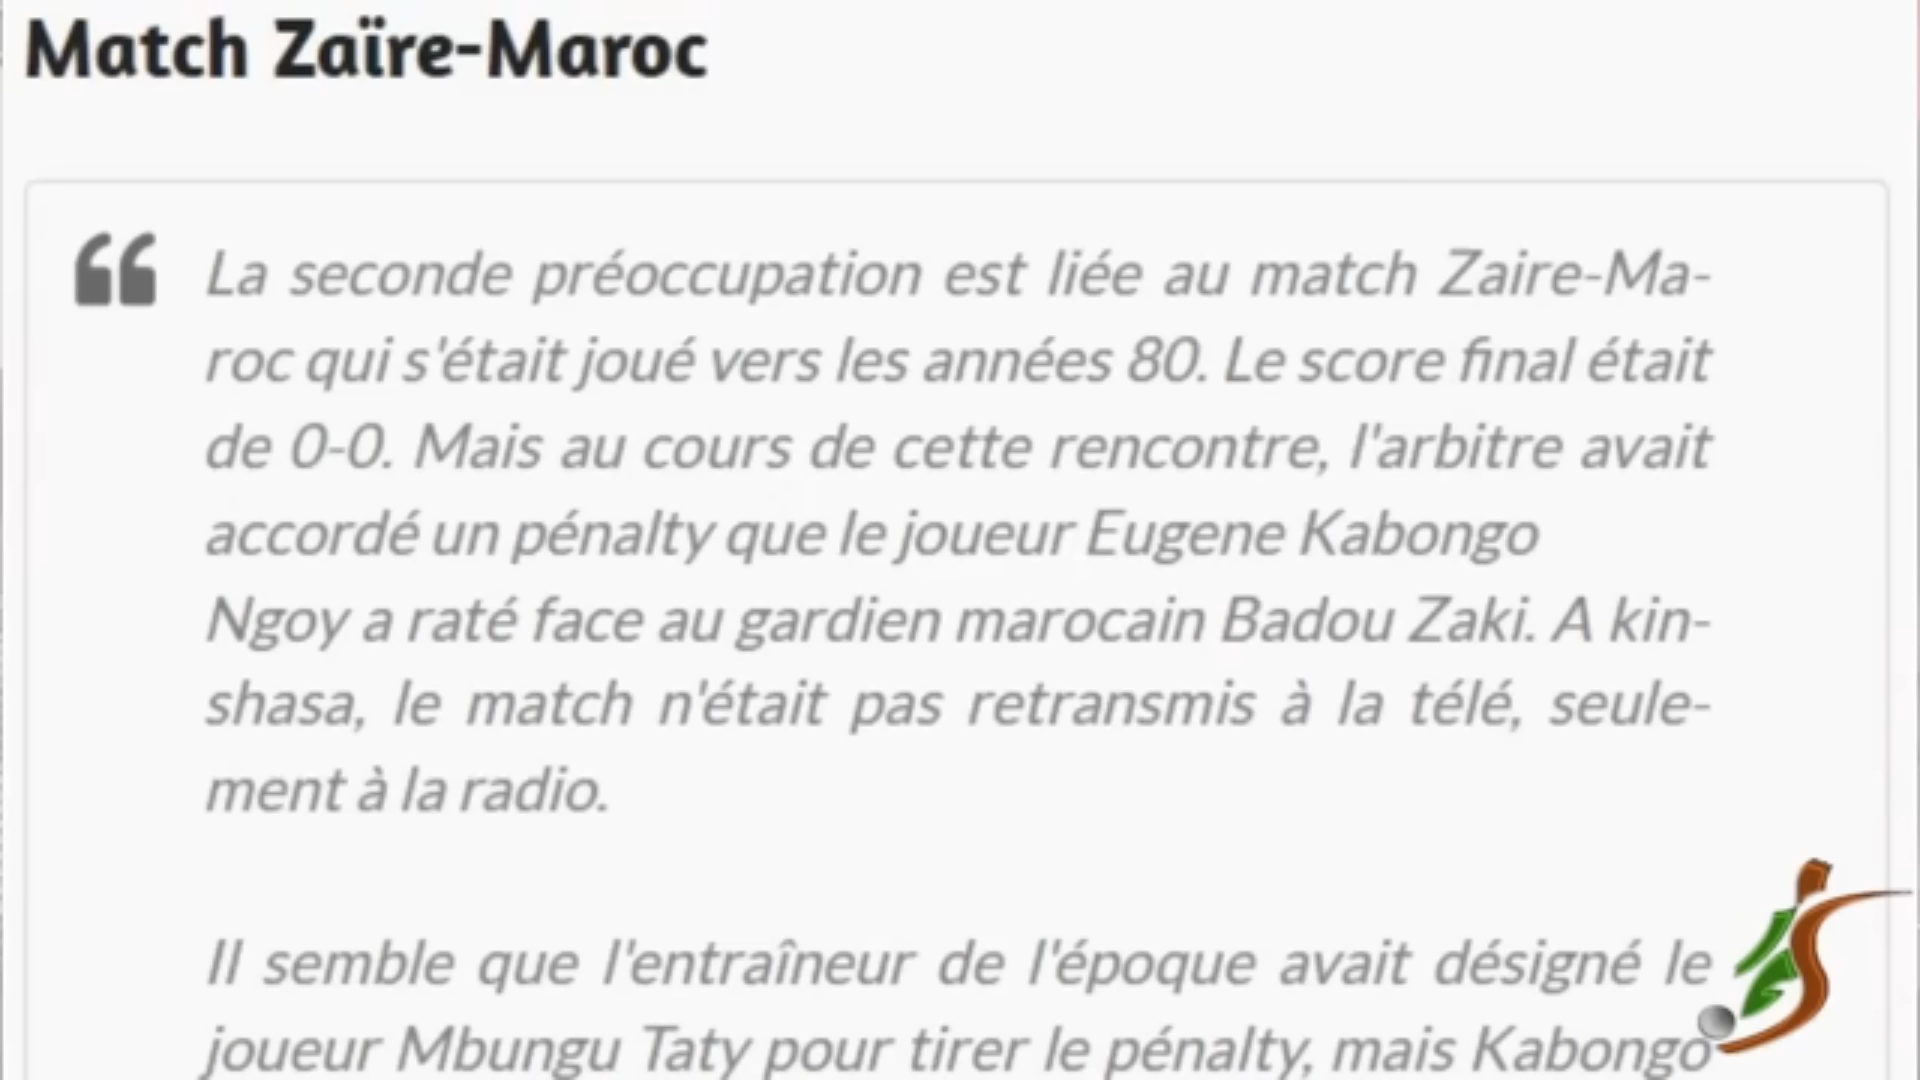 Match Zaïre-Maroc
La seconde préoccupation est liée au match Zaire-Ma-
roc qui s'était joué vers les années 80. Le score final était
de 0-0. Mais au cours de cette rencontre, l'arbitre avait
accordé un pénalty que le joueur Eugene Kabongo
Ngoy a raté face au gardien marocain Badou Zaki. A kin-
shasa, le match n'était pas retransmis à la télé, seule-
ment à la radio.
Il semble que l'entraîneur de l'époque avait désigné le
joueur Mbungu Taty pour tirer le pénalty, mais Kabongo